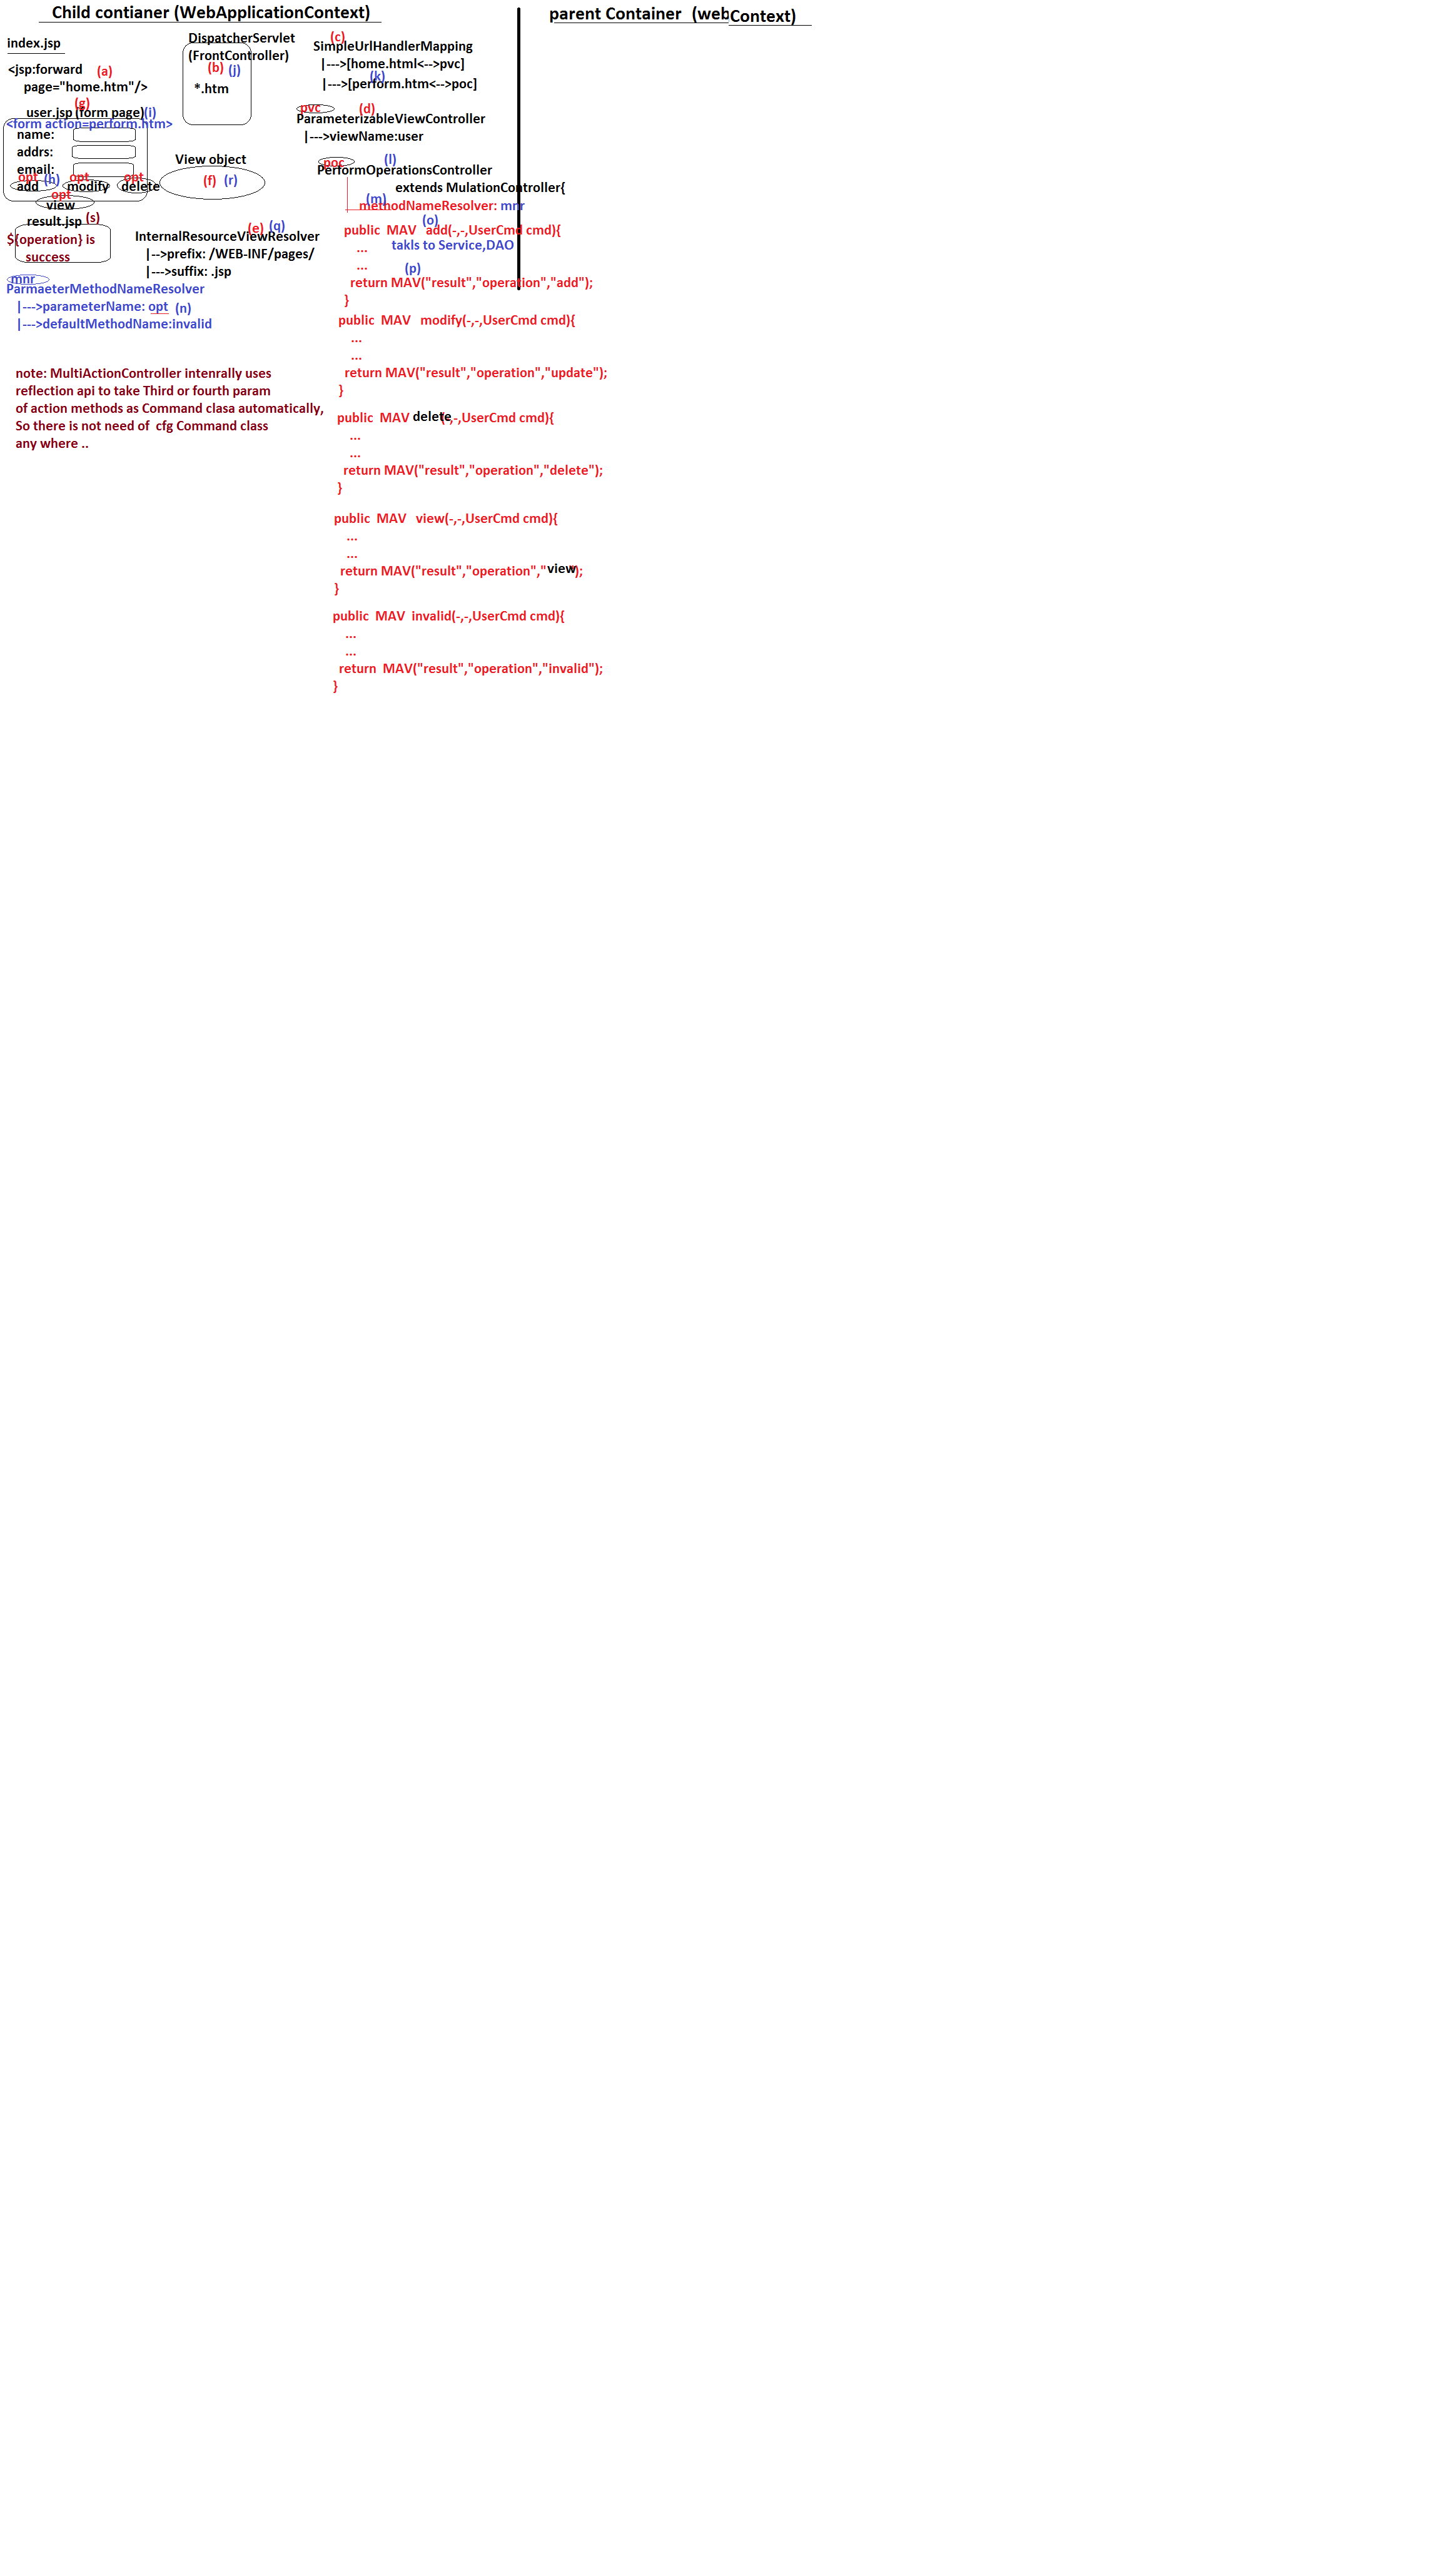 Child contianer (WebApplicationContext)
parent Container (webContext)
index.jsp
<jsp:forward (a)
page="home.htm"/>
(g)
user.jsp (form page)(i)
<form action=perform.htm>
name:
addrs:
email:
opt (h) opt opt
add modify delete
opt
view
result.jsp (s)
${operation} is
success
mnr
ParmaeterMethodNameResolver
|--->parameterName: opt (n)
|--->defaultMethodName:invalid
DispatcherServlet
(FrontController)
(b) (j)
*.htm
View object
(f) (r)
(e) (q)
InternalResourceViewResolver
|-->prefix: /WEB-INF/pages/
|--->suffix: .jsp
note: MultiActionController intenrally uses
reflection api to take Third or fourth param
of action methods as Command clasa automatically,
So there is not need of cfg Command class
any where ..
(c)
SimpleUrlHandlerMapping
|--->[home.html<-->pvc]
(k)
|--->[perform.htm<-->poc]
pvc (d)
ParameterizableViewController
|--->viewName:user
poc (l)
PerformOperationsController
extends MulationController{
(m)
methodNameResolver: mnr
(o)
public MAV add(-,-,UserCmd cmd){
... takls to Service,DAO
... (p)
return MAV("result","operation","add");
}
public MAV modify(-,-,UserCmd cmd){
...
...
return MAV("result","operation","update");
}
public MAV delete(-,-,UserCmd cmd){
...
...
return MAV("result","operation","delete");
}
public MAV view(-,-,UserCmd cmd){
...
...
return MAV("result","operation","view");
}
public MAV invalid(-,-,UserCmd cmd){
...
...
return MAV("result","operation","invalid");
}